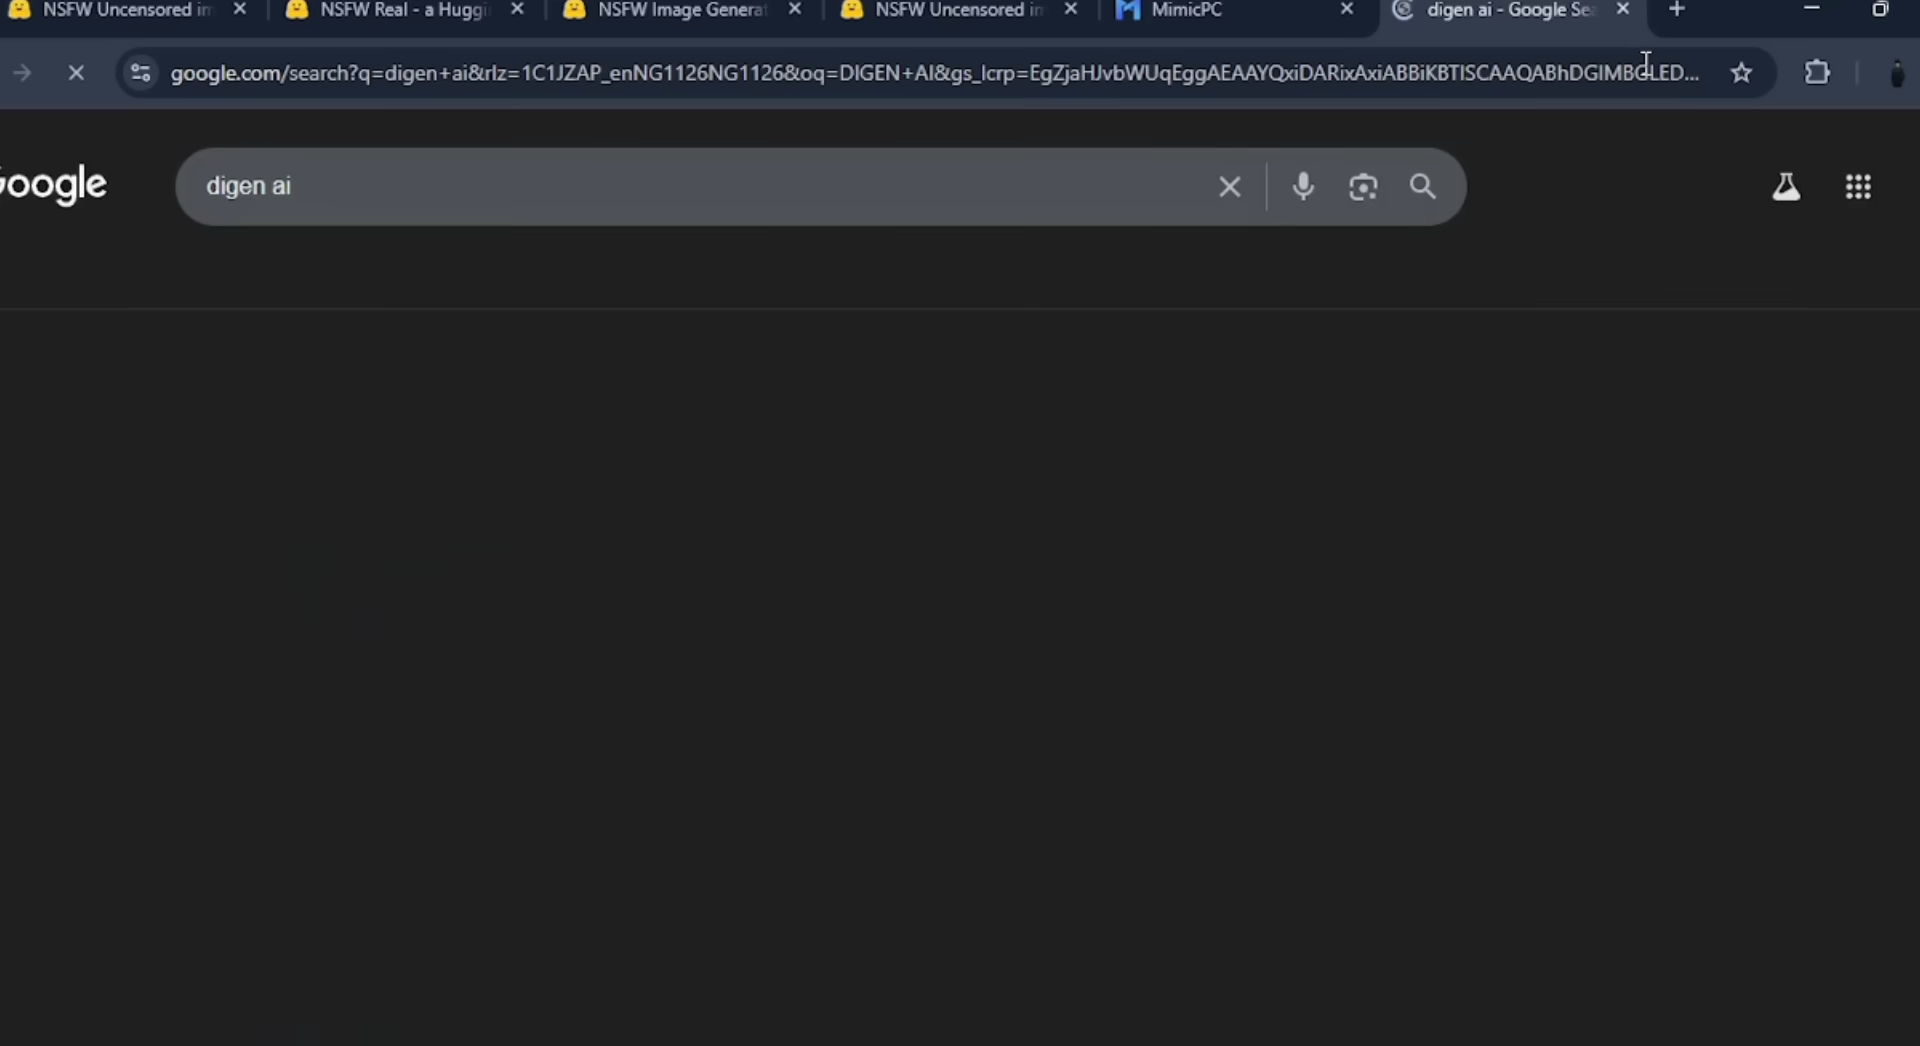 NSFW Uncensored in
NSFW Real - a Huggi
NSFW Image Genera
NSFW Uncensored in
MimicPC
digen ai - Google Se
google.com/search?q=digen+ai&rlz=1C1JZAP_enNG1126NG1126&oq=DIGEN+AI&gs_lcrp=EgZjaHJvbWUqEggAEAAYQxiDARixAxiABBiKBTISCAAQABhDGIMBGLED...
Google
digen ai